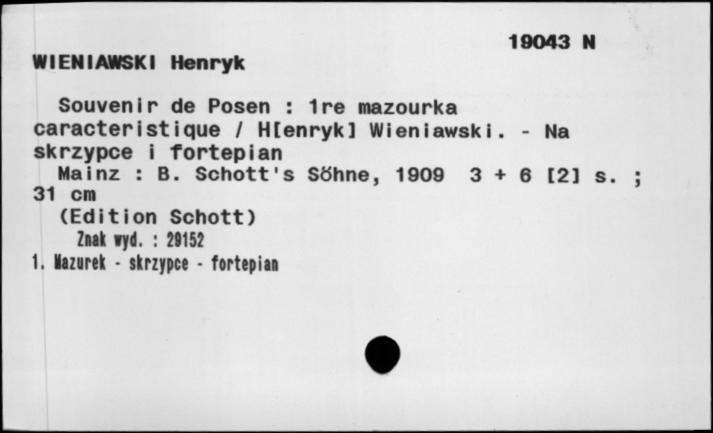 19043 N
WIENIAWSKI Henryk
Souvenir de Posen : 1re mazourka
caracteristique / H[enryk] Wieniawski. - Na
skrzypce i fortepian
Mainz : B. Schott's Söhne, 1909 3 + 6 [2] s. ;
31 cm
(Edition Schott)
Znak wyd. : 29152
1. Mazurek - skrzypce - fortepian